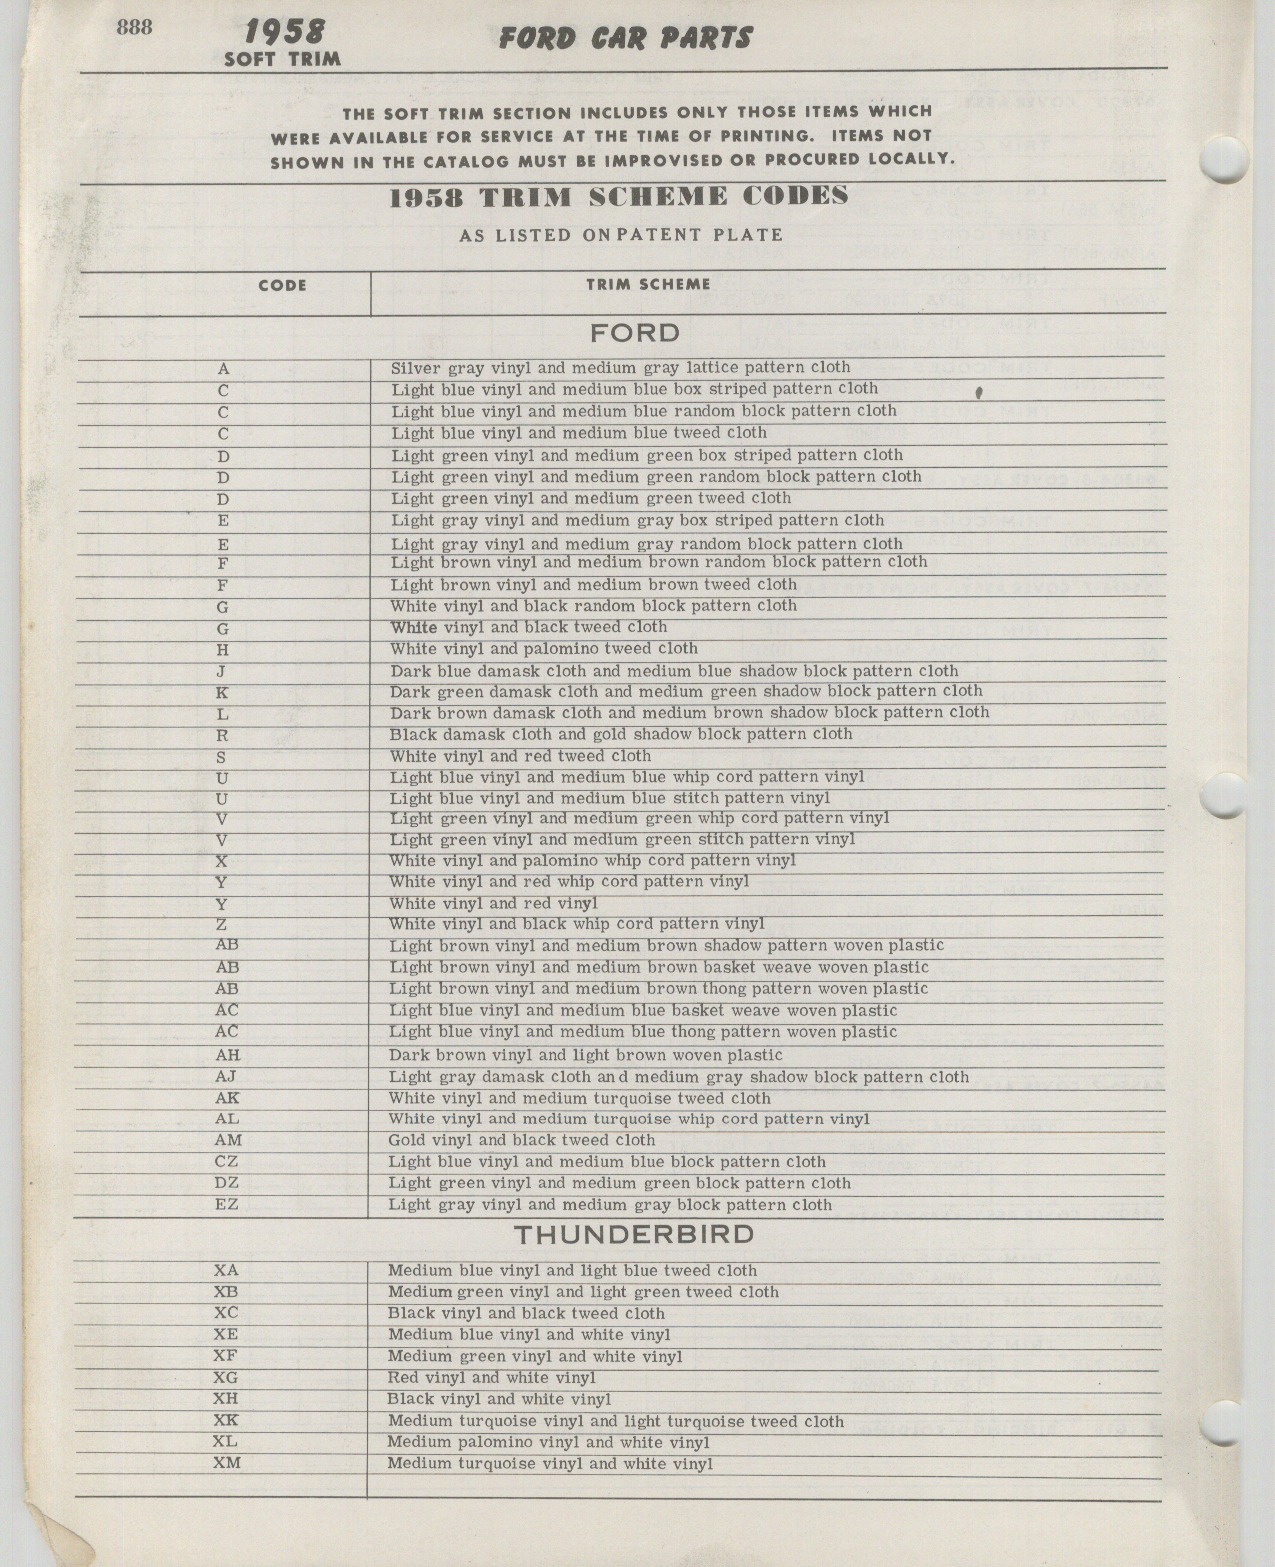 888
1958
SOFT TRIM
FORD CAR PARTS
THE SOFT TRIM SECTION INCLUDES ONLY THOSE ITEMS WHICH
WERE AVAILABLE FOR SERVICE AT THE TIME OF PRINTING. ITEMS NOT
SHOWN IN THE CATALOG MUST BE IMPROVISED OR PROCURED LOCALLY.
1958 TRIM SCHEME CODES
AS LISTED ON PATENT PLATE
CODE TRIM SCHEME
FORD
A Silver gray vinyl and medium gray lattice pattern cloth
C Light blue vinyl and medium blue box striped pattern cloth
C Light blue vinyl and medium blue random block pattern cloth
C Light blue vinyl and medium blue tweed cloth
D Light green vinyl and medium green box striped pattern cloth
D Light green vinyl and medium green random block pattern cloth
D Light green vinyl and medium green tweed cloth
E Light gray vinyl and medium gray box striped pattern cloth
E Light gray vinyl and medium gray random block pattern cloth
F Light brown vinyl and medium brown random block pattern cloth
F Light brown vinyl and medium brown tweed cloth
G White vinyl and black random block pattern cloth
G White vinyl and black tweed cloth
H White vinyl and palomino tweed cloth
J Dark blue damask cloth and medium blue shadow block pattern cloth
K Dark green damask cloth and medium green shadow block pattern cloth
L Dark brown damask cloth and medium brown shadow block pattern cloth
R Black damask cloth and gold shadow block pattern cloth
S White vinyl and red tweed cloth
U Light blue vinyl and medium blue whip cord pattern vinyl
U Light blue vinyl and medium blue stitch pattern vinyl
V Light green vinyl and medium green whip cord pattern vinyl
V Light green vinyl and medium green stitch pattern vinyl
X White vinyl and palomino whip cord pattern vinyl
Y White vinyl and red whip cord pattern vinyl
Y White vinyl and red vinyl
Z White vinyl and black whip cord pattern vinyl
AB Light brown vinyl and medium brown shadow pattern woven plastic
AB Light brown vinyl and medium brown basket weave woven plastic
AB Light brown vinyl and medium brown thong pattern woven plastic
AC Light blue vinyl and medium blue basket weave woven plastic
AC Light blue vinyl and medium blue thong pattern woven plastic
AH Dark brown vinyl and light brown woven plastic
AJ Light gray damask cloth and medium gray shadow block pattern cloth
AK White vinyl and medium turquoise tweed cloth
AL White vinyl and medium turquoise whip cord pattern vinyl
AM Gold vinyl and black tweed cloth
CZ Light blue vinyl and medium blue block pattern cloth
DZ Light green vinyl and medium green block pattern cloth
EZ Light gray vinyl and medium gray block pattern cloth
THUNDERBIRD
XA Medium blue vinyl and light blue tweed cloth
XB Medium green vinyl and light green tweed cloth
XC Black vinyl and black tweed cloth
XE Medium blue vinyl and white vinyl
XF Medium green vinyl and white vinyl
XG Red vinyl and white vinyl
XH Black vinyl and white vinyl
XK Medium turquoise vinyl and light turquoise tweed cloth
XL Medium palomino vinyl and white vinyl
XM Medium turquoise vinyl and white vinyl